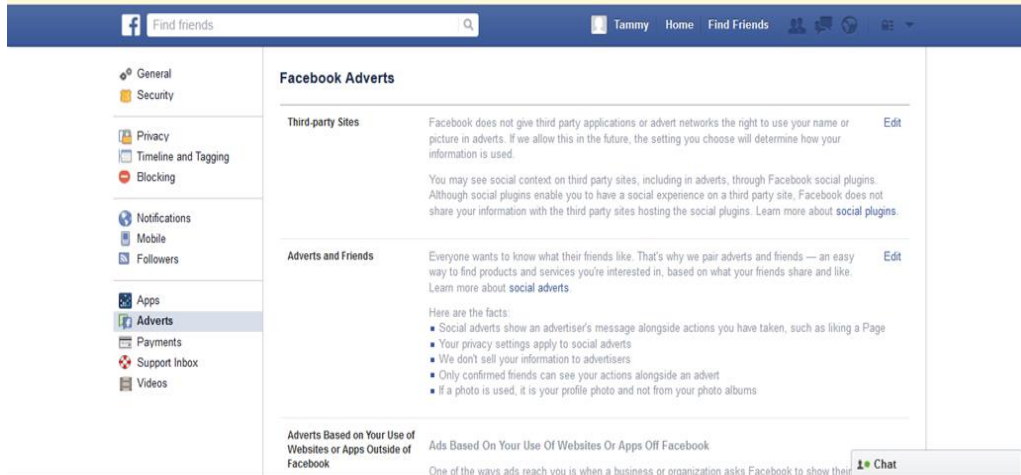 f
Find friends
Tammy Home Find Friends
General
Security
Privacy
Timeline and Tagging
Blocking
Notifications
Mobile
Followers
Apps
Adverts
Payments
Support Inbox
Videos
Facebook Adverts
Third-party Sites
Facebook does not give third party applications or advert networks the right to use your name or
picture in adverts. If we allow this in the future, the setting you choose will determine how your
information is used.
Edit
You may see social context on third party sites, including in adverts, through Facebook social plugins.
Although social plugins enable you to have a social experience on a third party site, Facebook does not
share your information with the third party sites hosting the social plugins. Learn more about social plugins.
Adverts and Friends
Everyone wants to know what their friends like. That's why we pair adverts and friends — an easy
way to find products and services you're interested in, based on what your friends share and like.
Learn more about social adverts.
Edit
Here are the facts:
Social adverts show an advertiser's message alongside actions you have taken, such as liking a Page
Your privacy settings apply to social adverts
We don't sell your information to advertisers
Only confirmed friends can see your actions alongside an advert
If a photo is used, it is your profile photo and not from your photo albums
Adverts Based on Your Use of
Websites or Apps Outside of
Facebook
Ads Based On Your Use Of Websites Or Apps Off Facebook
One of the ways ads reach you is when a business or organization asks Facebook to show their
Chat